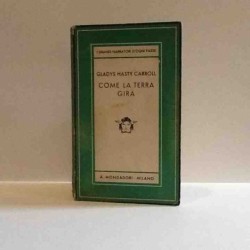 GLADYS HASTY CARROLL
COME LA TERRA
GIRA
A. MONDADORI - MILANO